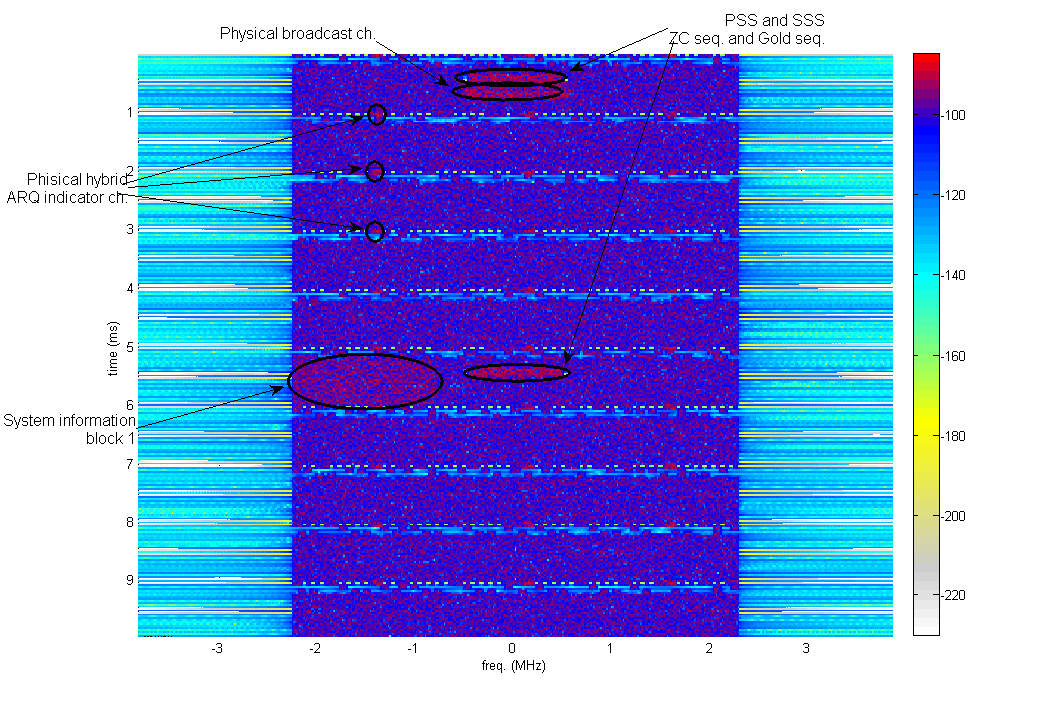 Physical broadcast ch.
PSS and SSS
ZC seq. and Gold seq.
Phisical hybrid
ARQ indicator ch.
System information
block 1
time (ms)
1
2
3
4
5
6
7
8
9
-3
-2
-1
0
1
2
3
freq. (MHz)
-100
-120
-140
-160
-180
-200
-220